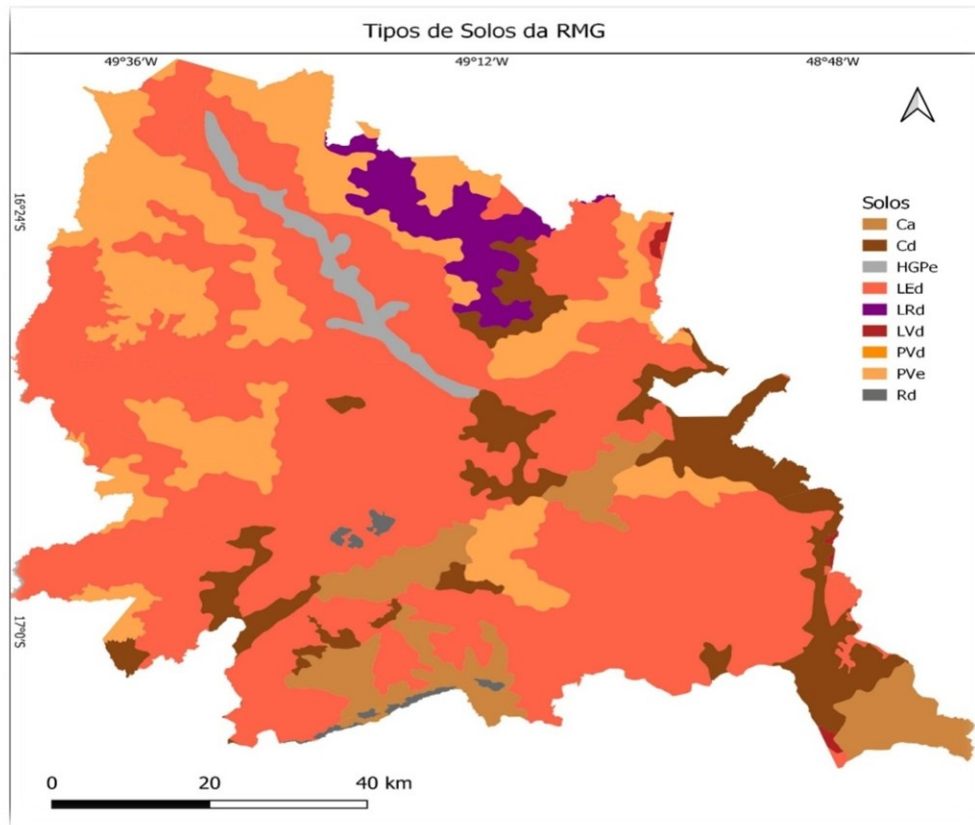 Tipos de Solos da RMG
49°36'W 49°12'W 48°48'W
16°24'S
17°0'S
Solos
Ca
Cd
HGPe
LEd
LRd
LVd
PVd
PVe
Rd
0 20 40 km